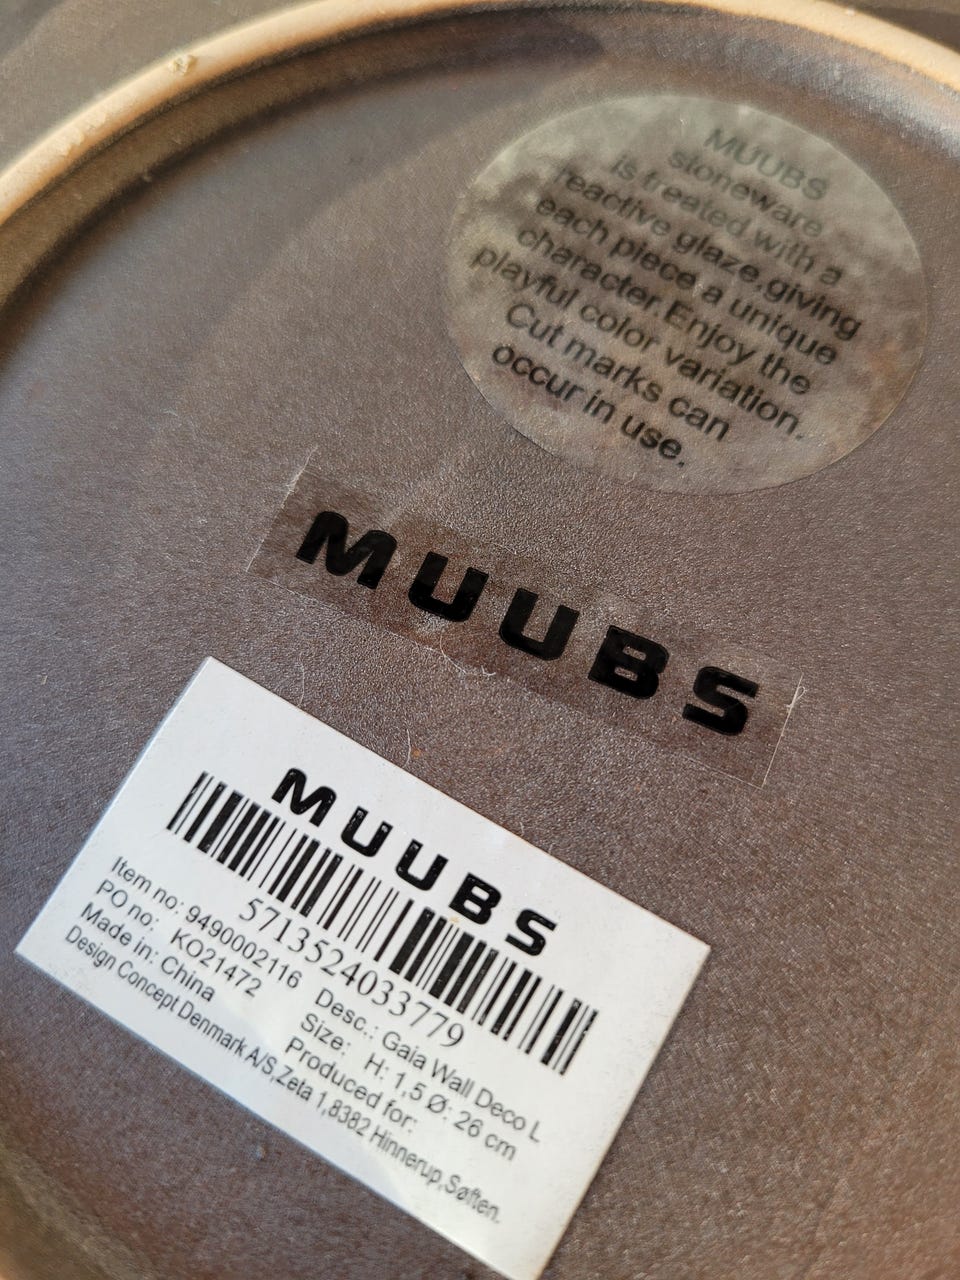 MUUBS
stoneware
is treated with a
reactive glaze,giving
each piece a unique
character.Enjoy the
playful color variation.
Cut marks can
occur in use.
MUUBS
MUUBS
5713524033779
Item no: 9490002116 Desc.: Gaia Wall Deco L
PO no: KO21472 Size: H: 1,5 Ø: 26 cm
Made in: China Produced for:
Design Concept Denmark A/S,Zeta 1,8382 Hinnerup,Søften.